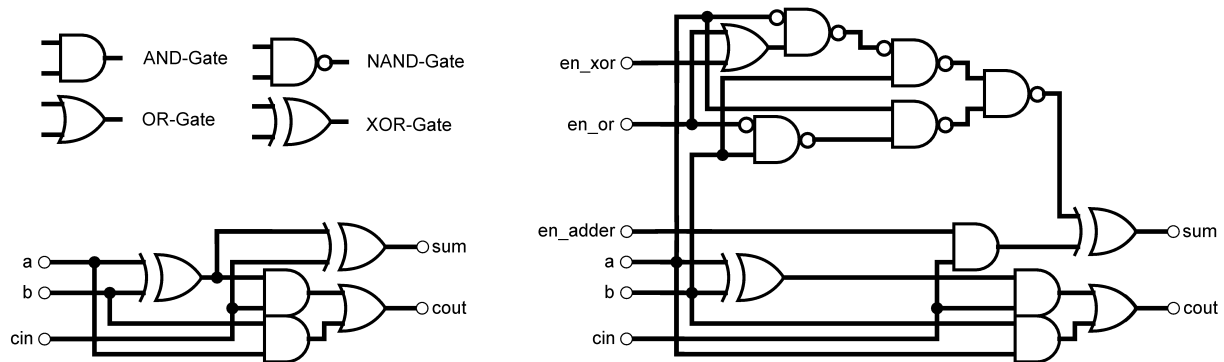 AND-Gate
NAND-Gate
OR-Gate
XOR-Gate
a
b
cin
sum
cout
en_xor
en_or
en_adder
a
b
cin
sum
cout